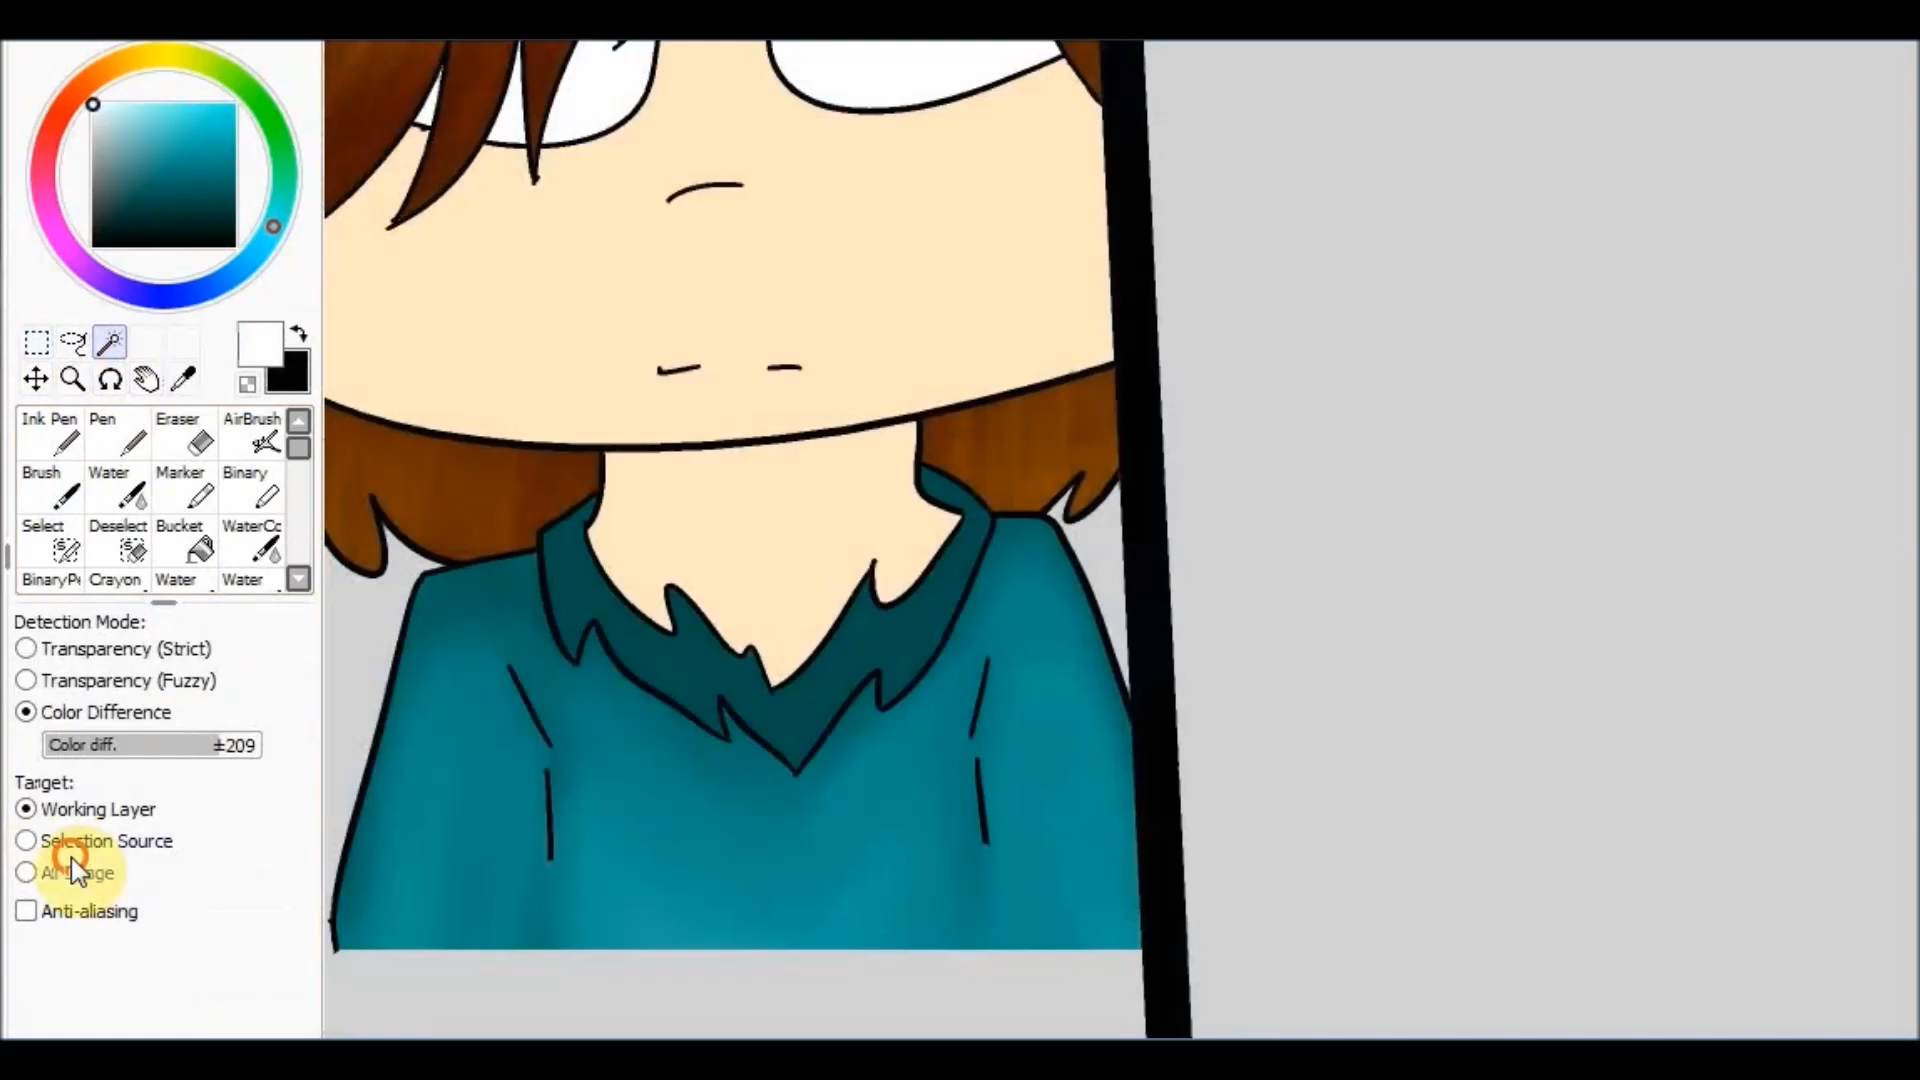 Ink Pen Pen Eraser AirBrush
Brush Water Marker Binary
Select Deselect Bucket WaterCc
BinaryPe Crayon Water Water
Detection Mode:
Transparency (Strict)
Transparency (Fuzzy)
Color Difference
Color diff. ±209
Target:
Working Layer
Selection Source
Anti-aliasing